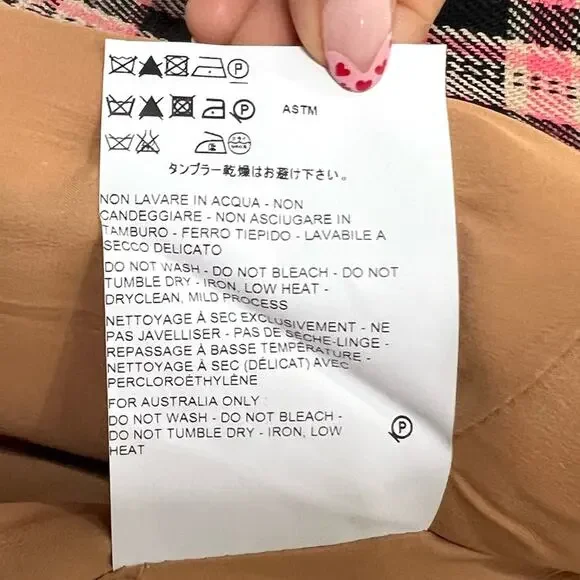 P
P ASTM
ドライ
タンブラー乾燥はお避け下さい。
NON LAVARE IN ACQUA - NON
CANDEGGIARE - NON ASCIUGARE IN
TAMBURO - FERRO TIEPIDO - LAVABILE A
SECCO DELICATO
DO NOT WASH - DO NOT BLEACH - DO NOT
TUMBLE DRY - IRON, LOW HEAT -
DRYCLEAN, MILD PROCESS
NETTOYAGE À SEC EXCLUSIVEMENT - NE
PAS JAVELLISER - PAS DE SÈCHE-LINGE -
REPASSAGE À BASSE TEMPÉRATURE -
NETTOYAGE À SEC (DÉLICAT) AVEC
PERCLOROÉTHYLÈNE
FOR AUSTRALIA ONLY :
DO NOT WASH - DO NOT BLEACH -
DO NOT TUMBLE DRY - IRON, LOW
HEAT
P